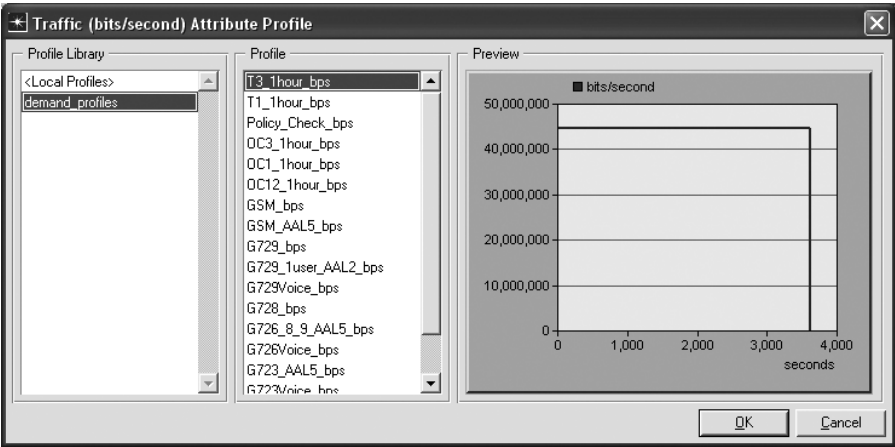 Traffic (bits/second) Attribute Profile
Profile Library
<Local Profiles>
demand_profiles
Profile
T3_1hour_bps
T1_1hour_bps
Policy_Check_bps
OC3_1hour_bps
OC1_1hour_bps
OC12_1hour_bps
GSM_bps
GSM_AAL5_bps
G729_bps
G729_1user_AAL2_bps
G729Voice_bps
G728_bps
G726_8_9_AAL5_bps
G726Voice_bps
G723_AAL5_bps
G723Voice_bps
Preview
bits/second
50,000,000
40,000,000
30,000,000
20,000,000
10,000,000
0
0 1,000 2,000 3,000 4,000
seconds
OK Cancel